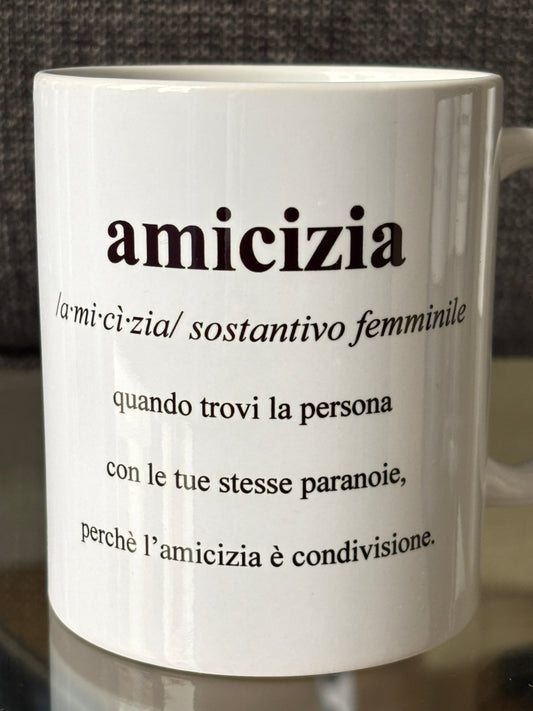 amicizia
/a·mi·cì·zia/ sostantivo femminile
quando trovi la persona
con le tue stesse paranoie,
perchè l'amicizia è condivisione.